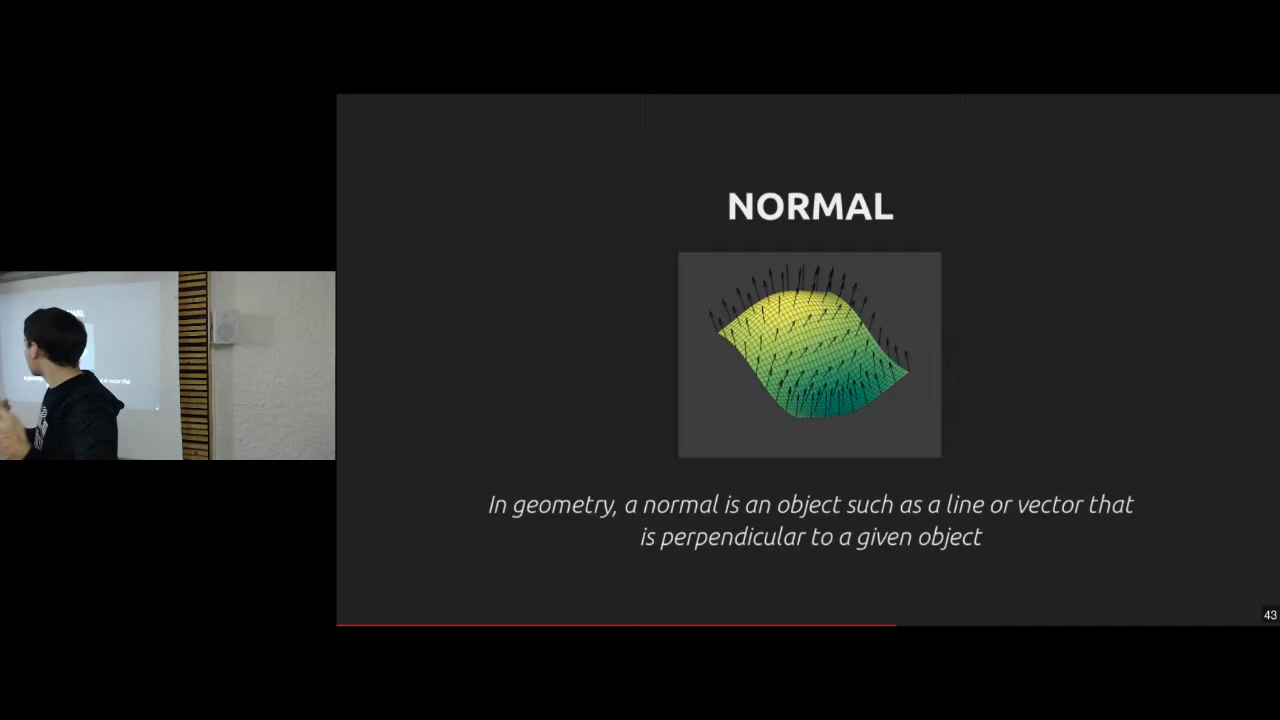 NORMAL
In geometry, a normal is an object such as a line or vector that
is perpendicular to a given object
43